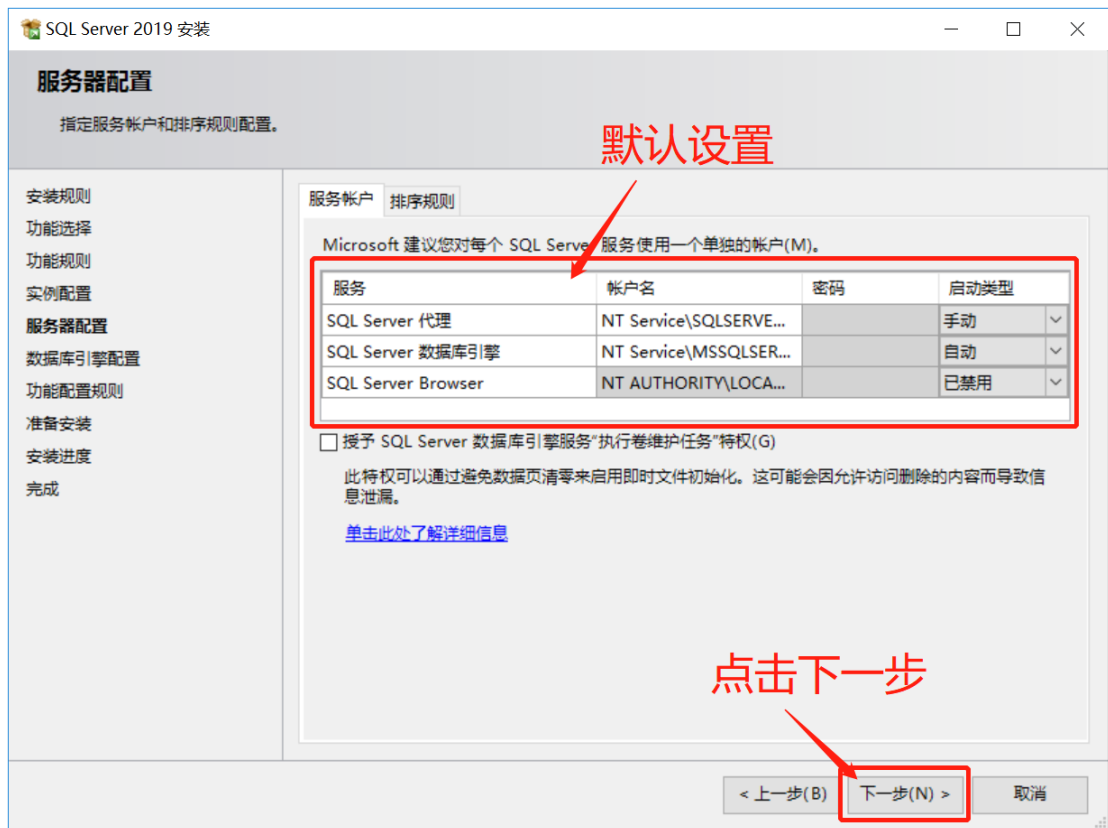 SQL Server 2019 安装
服务器配置
指定服务帐户和排序规则配置。
默认设置
安装规则
功能选择
功能规则
实例配置
服务器配置
数据库引擎配置
功能配置规则
准备安装
安装进度
完成
服务帐户 排序规则
Microsoft 建议您对每个 SQL Server 服务使用一个单独的帐户(M)。
服务 帐户名 密码 启动类型
SQL Server 代理 NT Service\SQLSERVE... 手动
SQL Server 数据库引擎 NT Service\MSSQLSER... 自动
SQL Server Browser NT AUTHORITY\LOCA... 已禁用
授予 SQL Server 数据库引擎服务“执行卷维护任务”特权(G)
此特权可以通过避免数据页清零来启用即时文件初始化。这可能会因允许访问删除的内容而导致信
息泄漏。
单击此处了解详细信息
点击下一步
< 上一步(B) 下一步(N) > 取消